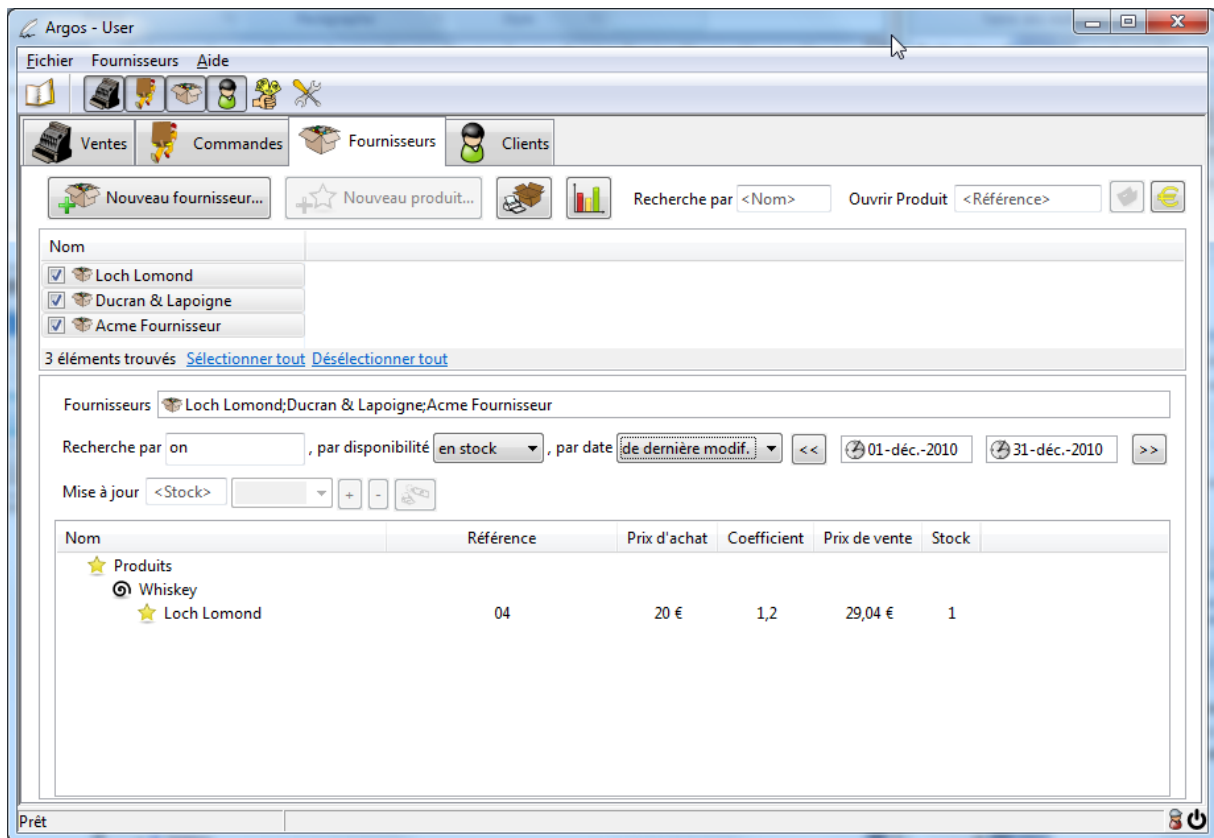 Argos - User
Fichier Fournisseurs Aide
Ventes Commandes Fournisseurs Clients
Nouveau fournisseur... Nouveau produit... Recherche par <Nom> Ouvrir Produit <Référence>
Nom
Loch Lomond
Ducran & Lapoigne
Acme Fournisseur
3 éléments trouvés Sélectionner tout Désélectionner tout
Fournisseurs Loch Lomond;Ducran & Lapoigne;Acme Fournisseur
Recherche par on , par disponibilité en stock , par date de dernière modif. << 01-déc.-2010 31-déc.-2010 >>
Mise à jour <Stock> + -
Nom Référence Prix d'achat Coefficient Prix de vente Stock
Produits
Whiskey
Loch Lomond 04 20 € 1,2 29,04 € 1
Prêt